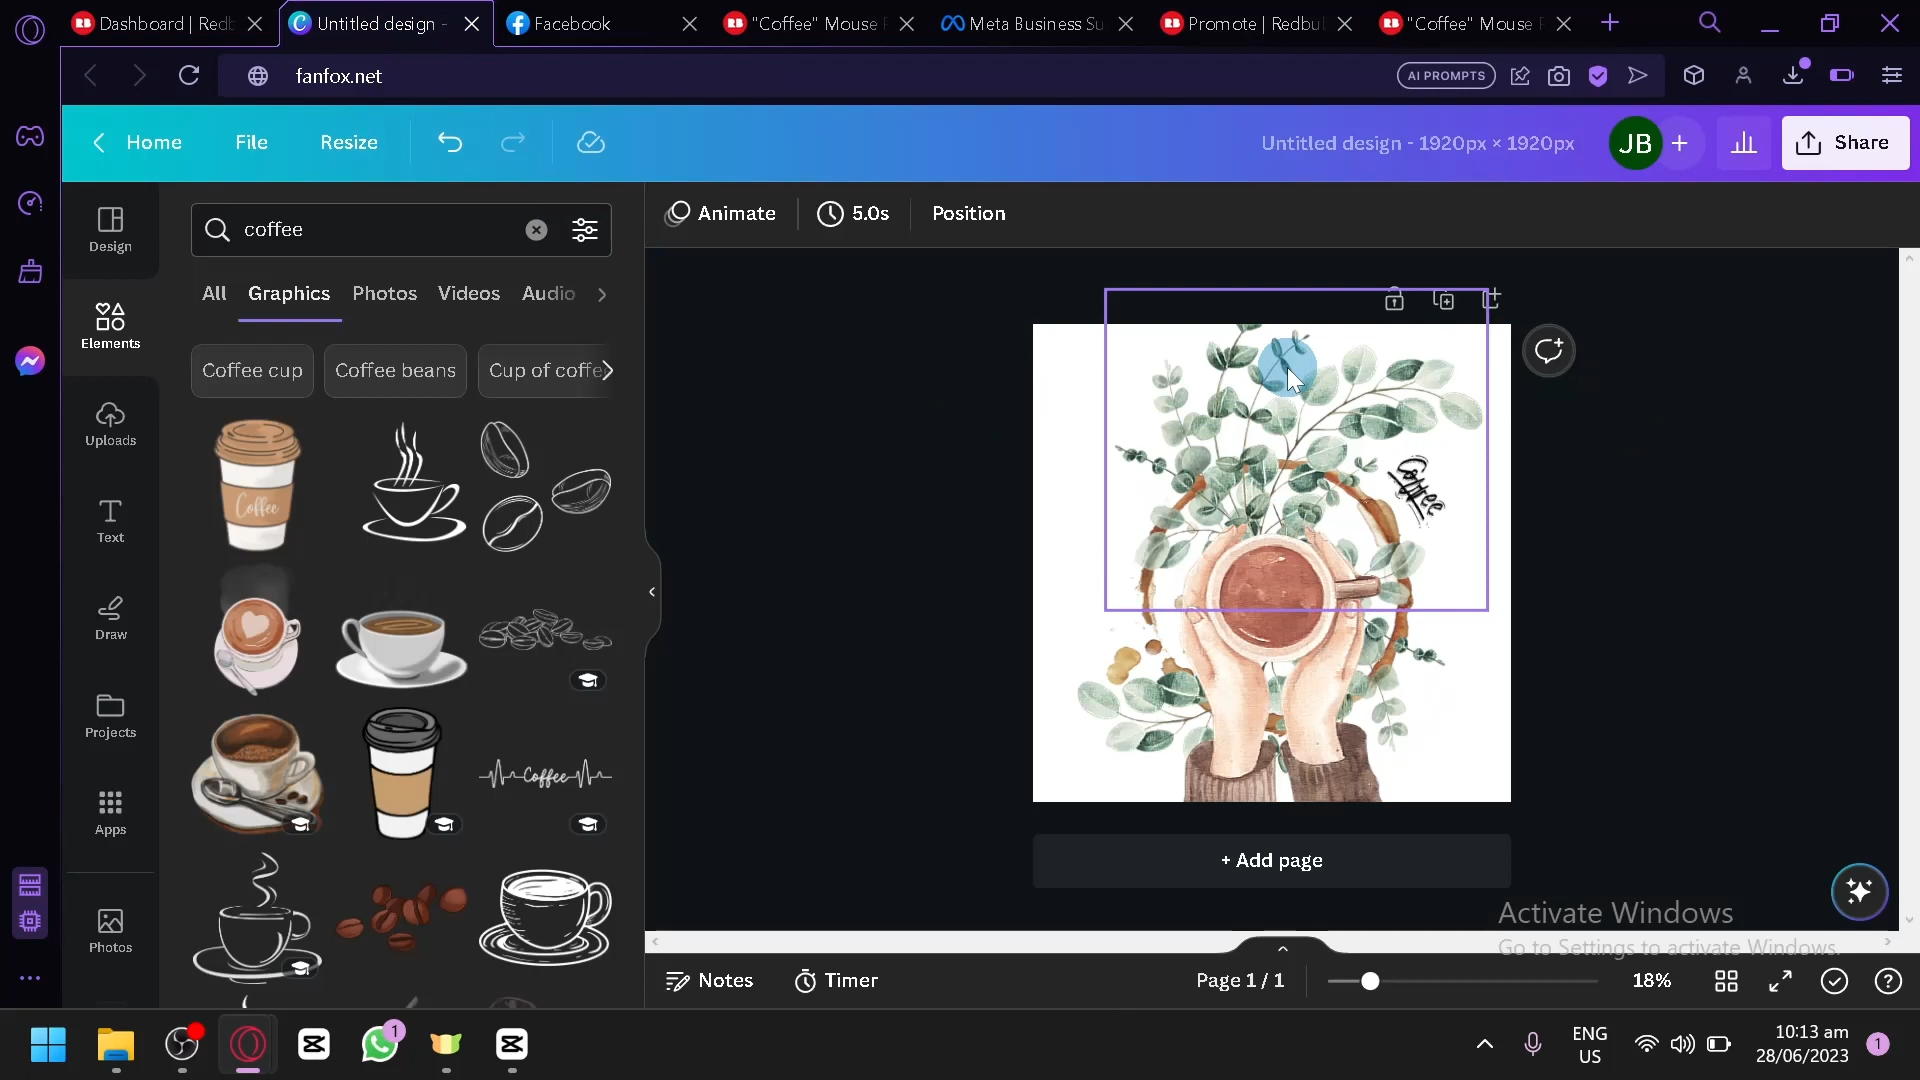 Dashboard | Redb
Untitled design -
Facebook
"Coffee" Mouse P
Meta Business Su
Promote | Redbu
"Coffee" Mouse P
fanfox.net
AI PROMPTS
Home
File
Resize
Untitled design - 1920px × 1920px
JB
Share
Design
Elements
Uploads
Text
Draw
Projects
Apps
Photos
coffee
All
Graphics
Photos
Videos
Audio
Coffee cup
Coffee beans
Cup of coffe
Coffee
Coffee
Animate
5.0s
Position
Coffee
+ Add page
Activate Windows
Go to Settings to activate Windows.
Notes
Timer
Page 1 / 1
18%
1
ENG
US
10:13 am
28/06/2023
1